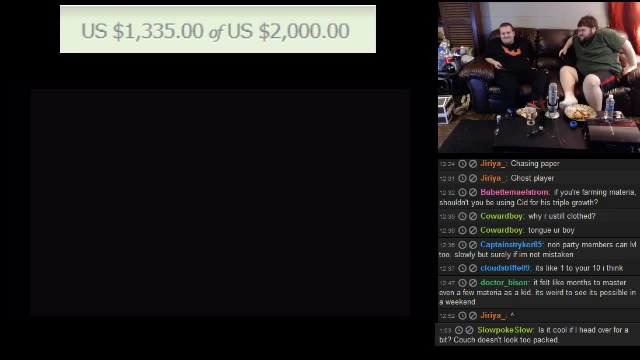 US $1,335.00 of US $2,000.00
12:24 Jiriya_: Chasing paper
12:31 Jiriya_: Ghost player
12:32 Babettemaelstrom: if you're farming materia,
shouldn't you be using Cid for his triple growth?
12:35 Cowardboy: why r ustill clothed?
12:36 Cowardboy: tongue ur boy
12:36 Captainstryker85: non party members can lvl
too. slowly but surely if im not mistaken
12:37 cloudstriffe09: its like 1 to your 10 i think
12:47 doctor_bison: it felt like months to master
even a few materia as a kid. its weird to see its possible in
a weekend
12:52 Jiriya_: ^
1:03 SlowpokeSlow: Is it cool if I head over for a
bit? Couch doesn't look too packed.